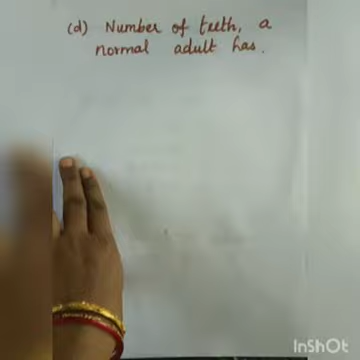 (d) Number of teeth, a
normal adult has.
InShOt